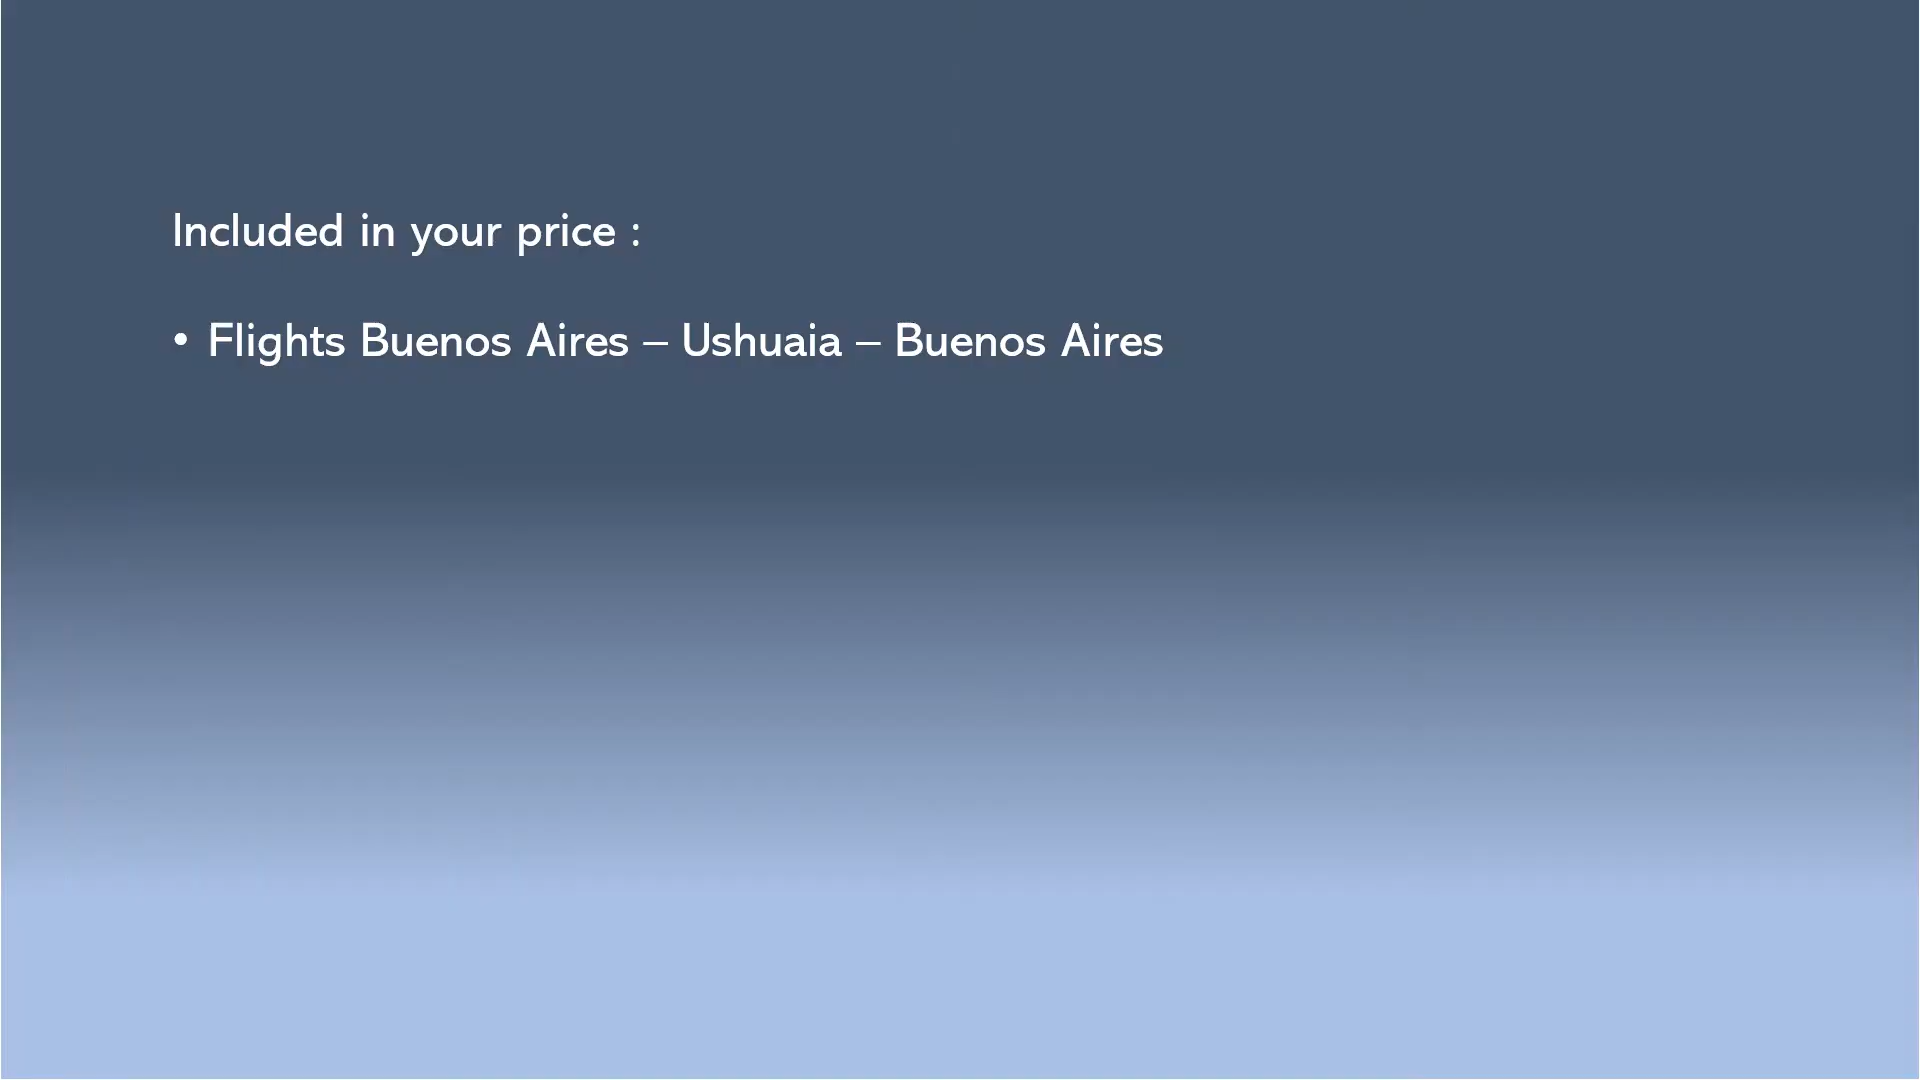 Included in your price :
• Flights Buenos Aires – Ushuaia – Buenos Aires